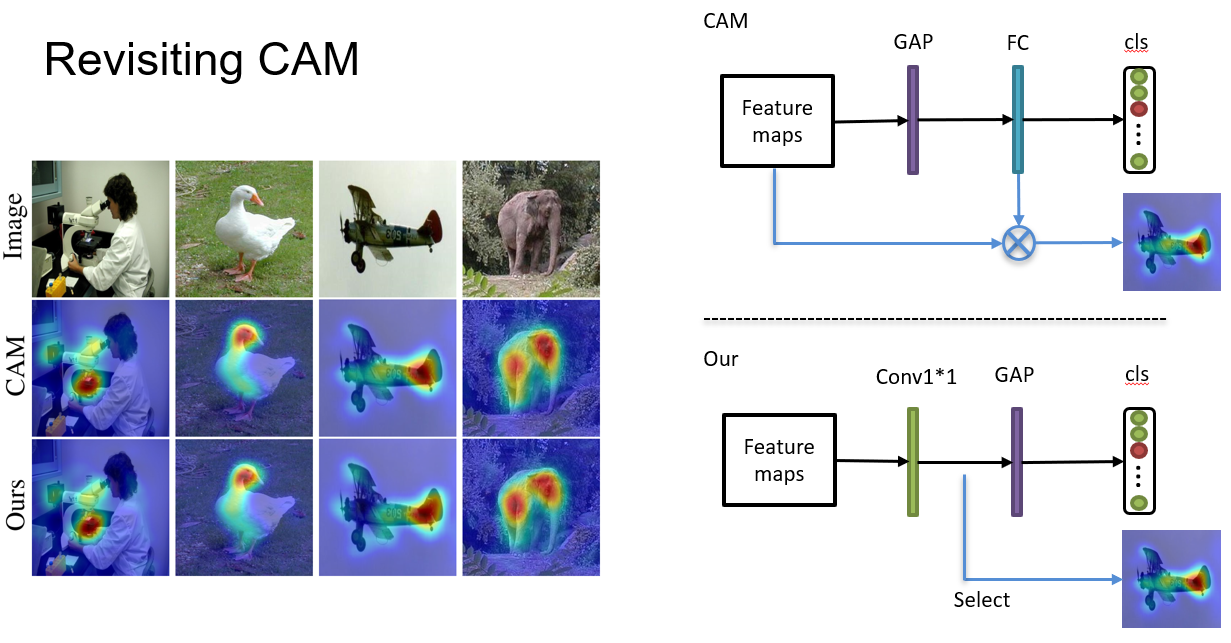 Revisiting CAM
Image
CAM
Ours
CAM
GAP
FC
cls
Feature
maps
Our
Conv1*1
GAP
cls
Feature
maps
Select